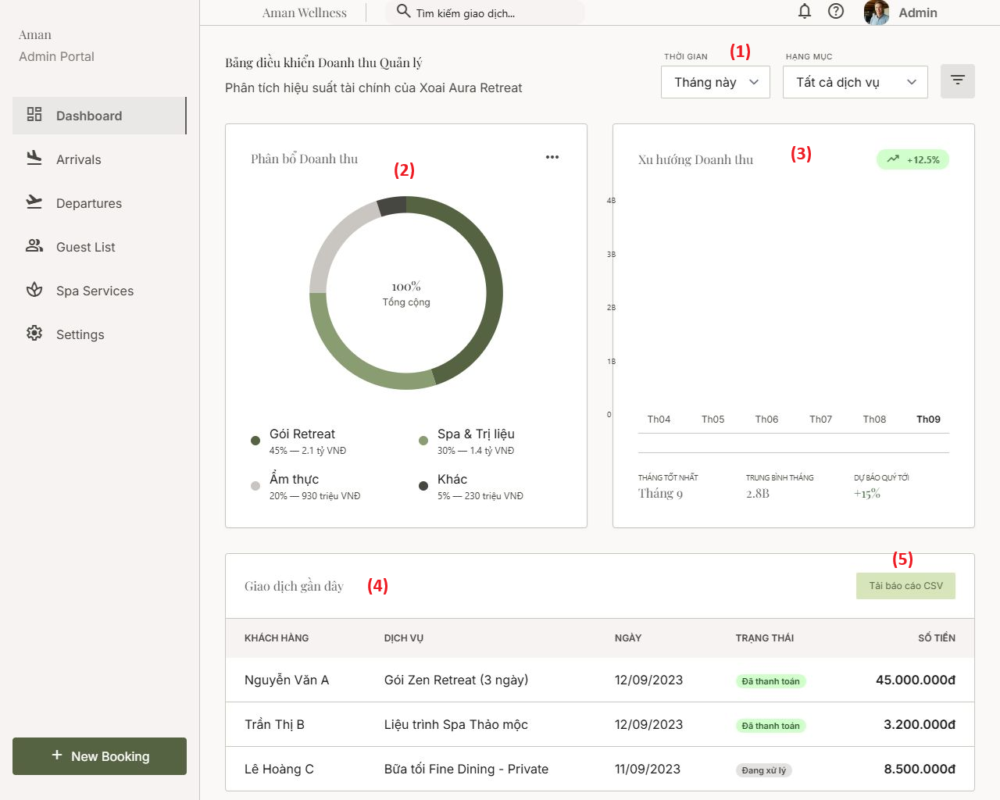 Aman
Admin Portal
Dashboard
Arrivals
Departures
Guest List
Spa Services
Settings
+ New Booking
Aman Wellness
Tìm kiếm giao dịch...
Admin
Bảng điều khiển Doanh thu Quản lý
Phân tích hiệu suất tài chính của Xoai Aura Retreat
THỜI GIAN
(1)
HẠNG MỤC
Tháng này
Tất cả dịch vụ
Phân bổ Doanh thu
(2)
100%
Tổng cộng
Gói Retreat
45% — 2.1 tỷ VNĐ
Spa & Trị liệu
30% — 1.4 tỷ VNĐ
Ẩm thực
20% — 930 triệu VNĐ
Khác
5% — 230 triệu VNĐ
Xu hướng Doanh thu
(3)
+12.5%
4B
3B
2B
1B
0
Th04 Th05 Th06 Th07 Th08 Th09
THÁNG TỐT NHẤT
Tháng 9
TRUNG BÌNH THÁNG
2.8B
DỰ BÁO QUÝ TỚI
+15%
Giao dịch gần đây
(4)
(5)
Tải báo cáo CSV
KHÁCH HÀNG DỊCH VỤ NGÀY TRẠNG THÁI SỐ TIỀN
Nguyễn Văn A Gói Zen Retreat (3 ngày) 12/09/2023 Đã thanh toán 45.000.000đ
Trần Thị B Liệu trình Spa Thảo mộc 12/09/2023 Đã thanh toán 3.200.000đ
Lê Hoàng C Bữa tối Fine Dining - Private 11/09/2023 Đang xử lý 8.500.000đ